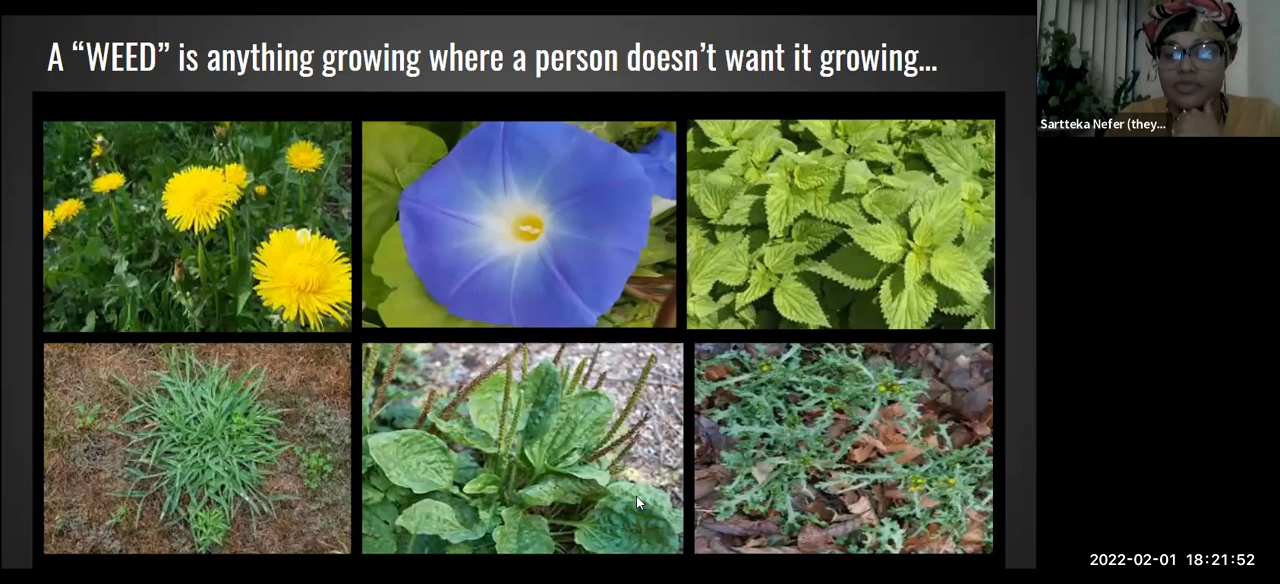 A “WEED” is anything growing where a person doesn’t want it growing...
Sartteka Nefer (they...
2022-02-01 18:21:52